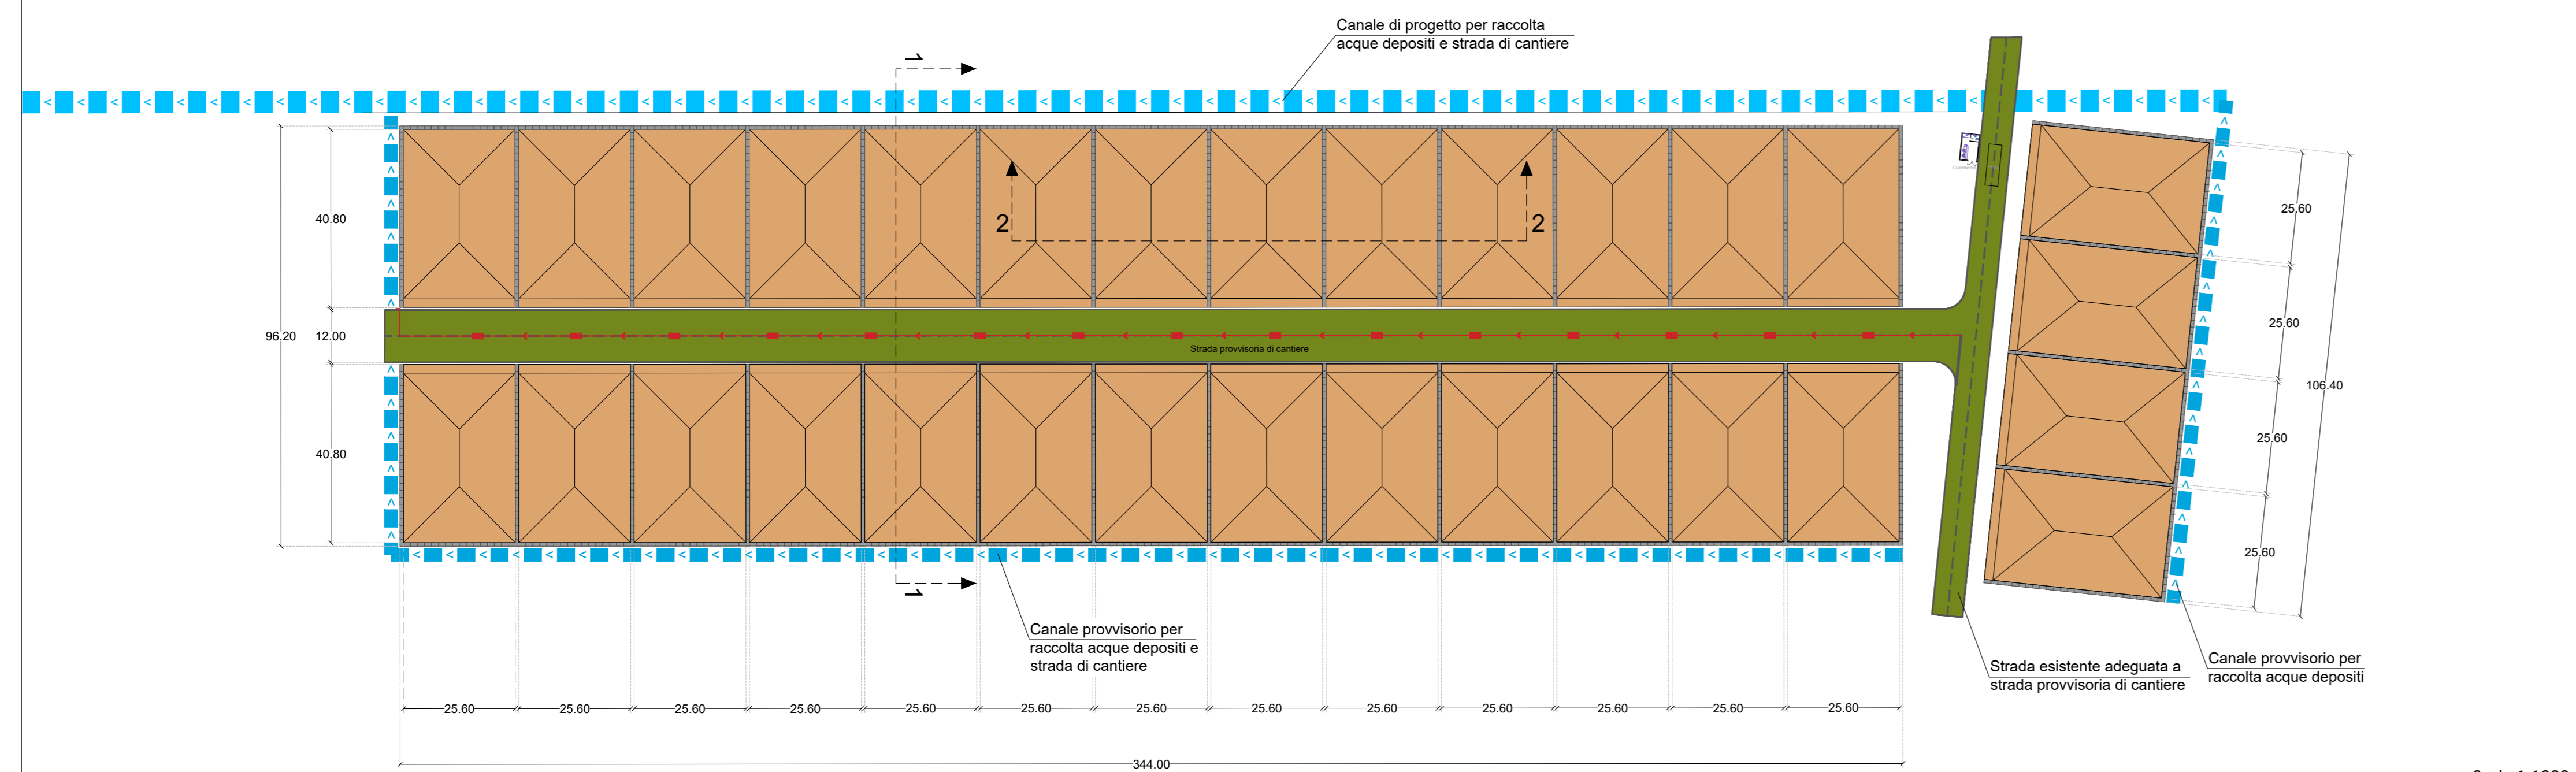 Canale di progetto per raccolta
acque depositi e strada di cantiere
1
2
2
40.80
96.20
12.00
40.80
Strada provvisoria di cantiere
25.60
25.60
106.40
25.60
25.60
1
Canale provvisorio per
raccolta acque depositi e
strada di cantiere
Strada esistente adeguata a
strada provvisoria di cantiere
Canale provvisorio per
raccolta acque depositi
25.60
25.60
25.60
25.60
25.60
25.60
25.60
25.60
25.60
25.60
25.60
25.60
25.60
344.00